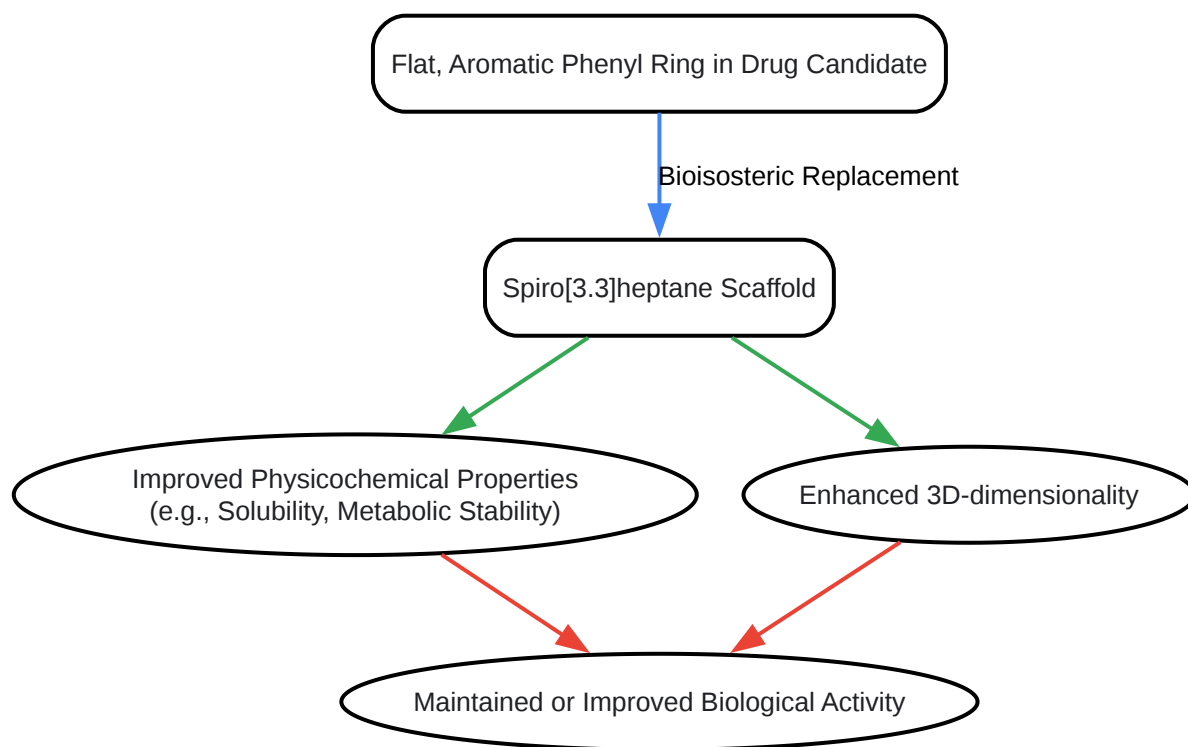 Flat, Aromatic Phenyl Ring in Drug Candidate
Bioisosteric Replacement
Spiro[3.3]heptane Scaffold
Improved Physicochemical Properties
(e.g., Solubility, Metabolic Stability)
Enhanced 3D-dimensionality
Maintained or Improved Biological Activity